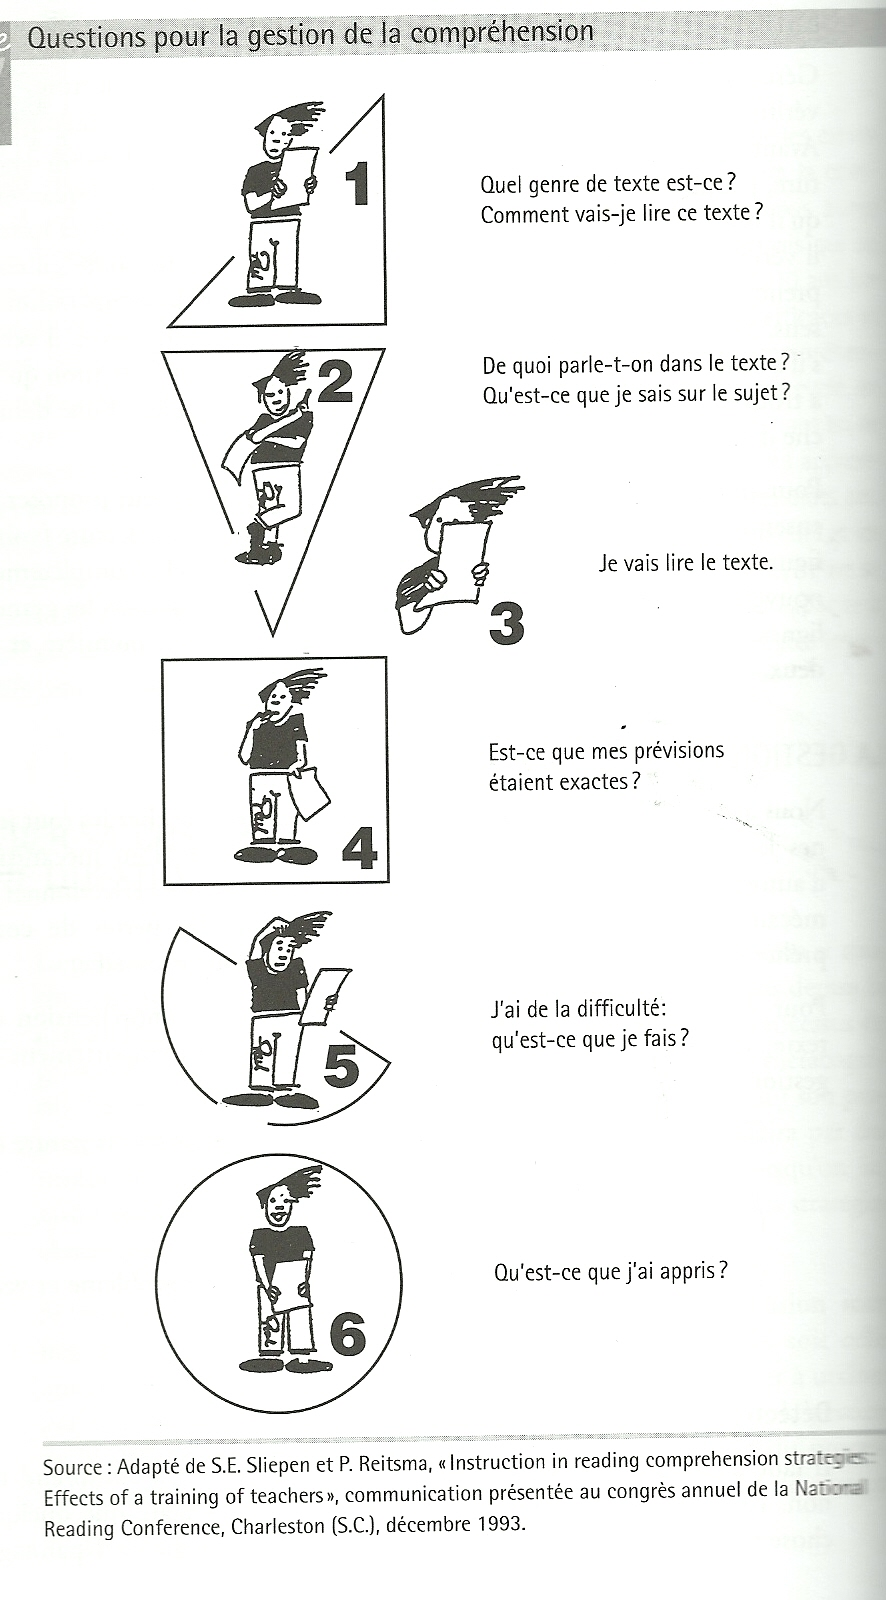 Questions pour la gestion de la compréhension
1
Quel genre de texte est-ce ?
Comment vais-je lire ce texte ?
2
De quoi parle-t-on dans le texte ?
Qu'est-ce que je sais sur le sujet ?
Je vais lire le texte.
3
Est-ce que mes prévisions
étaient exactes ?
Paul
4
J'ai de la difficulté:
qu'est-ce que je fais ?
5
Qu'est-ce que j'ai appris ?
6
Source : Adapté de S.E. Sliepen et P. Reitsma, « Instruction in reading comprehension strategies:
Effects of a training of teachers», communication présentée au congrès annuel de la National
Reading Conference, Charleston (S.C.), décembre 1993.